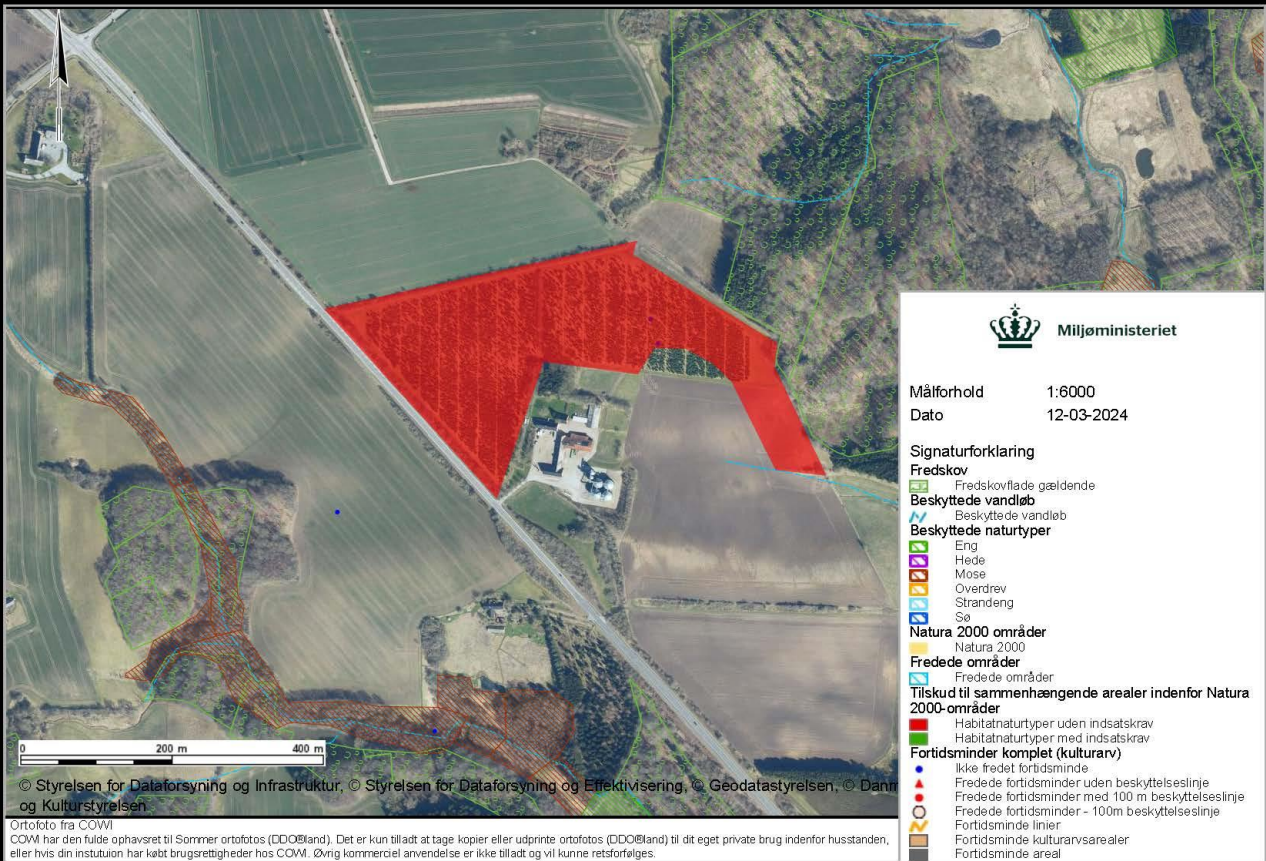 Miljøministeriet
Målforhold 1:6000
Dato 12-03-2024
Signaturforklaring
Fredskov
Fredskovflade gældende
Beskyttede vandløb
Beskyttede vandløb
Beskyttede naturtyper
Eng
Hede
Mose
Overdrev
Strandeng
Sø
Natura 2000 områder
Natura 2000
Fredede områder
Fredede områder
Tilskud til sammenhængende arealer indenfor Natura
2000-områder
Habitatnaturtyper uden indsatskrav
Habitatnaturtyper med indsatskrav
Fortidsminder komplet (kulturarv)
Ikke fredet fortidsminde
Fredede fortidsminder uden beskyttelseslinje
Fredede fortidsminder med 100 m beskyttelseslinje
Fredede fortidsminder - 100m beskyttelseslinje
Fortidsminde linier
Fortidsminde kulturarvsarealer
Fortidsminde areal
0 200 m 400 m
© Styrelsen for Dataforsyning og Infrastruktur, © Styrelsen for Dataforsyning og Effektivisering, © Geodatastyrelsen, © Danm
og Kulturstyrelsen
Ortofoto fra COWI
COWI har den fulde ophavsret til Sommer ortofotos (DDO®land). Det er kun tilladt at tage kopier eller udprinte ortofotos (DDO®land) til dit eget private brug indenfor husstanden,
eller hvis din instutuion har købt brugsrettigheder hos COWI. Øvrig kommerciel anvendelse er ikke tilladt og vil kunne retsforfølges.